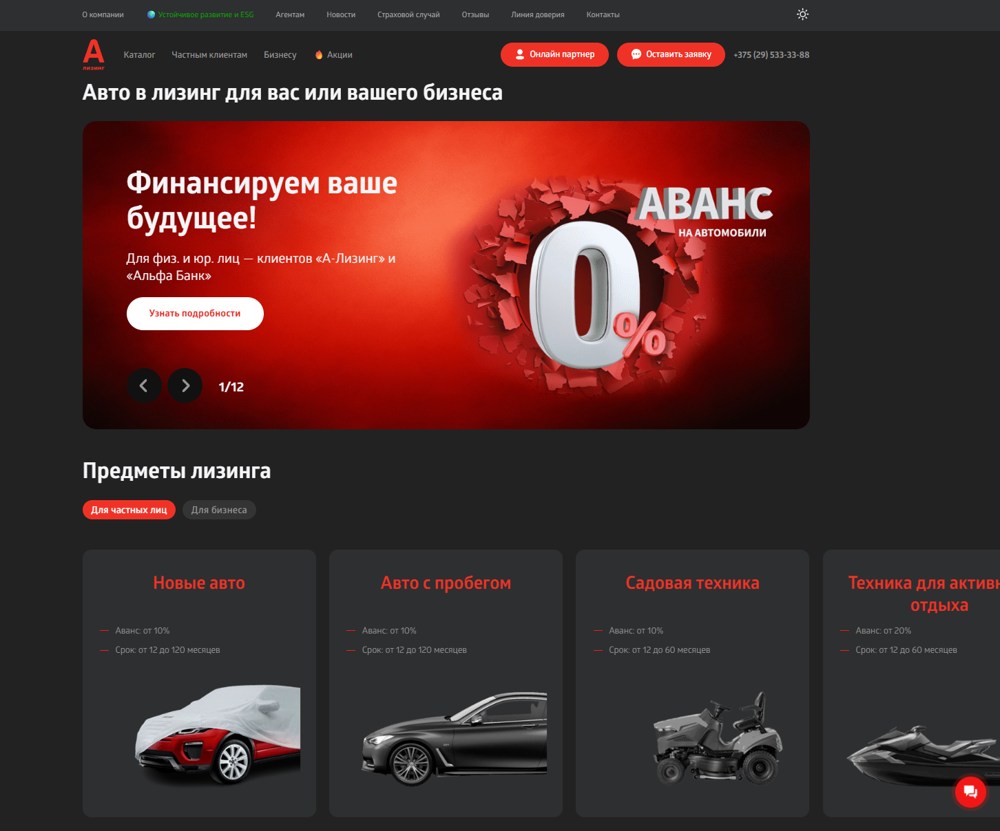 О компании
Устойчивое развитие и ESG
Агентам
Новости
Страховой случай
Отзывы
Линия доверия
Контакты
А
ЛИЗИНГ
Каталог
Частным клиентам
Бизнесу
Акции
Онлайн партнер
Оставить заявку
+375 (29) 533-33-88
Авто в лизинг для вас или вашего бизнеса
Финансируем ваше
будущее!
Для физ. и юр. лиц — клиентов «А-Лизинг» и
«Альфа Банк»
Узнать подробности
1/12
АВАНС
НА АВТОМОБИЛИ
0%
Предметы лизинга
Для частных лиц
Для бизнеса
Новые авто
Аванс: от 10%
Срок: от 12 до 120 месяцев
Авто с пробегом
Аванс: от 10%
Срок: от 12 до 120 месяцев
Садовая техника
Аванс: от 10%
Срок: от 12 до 60 месяцев
Техника для актив
отдыха
Аванс: от 20%
Срок: от 12 до 60 месяцев